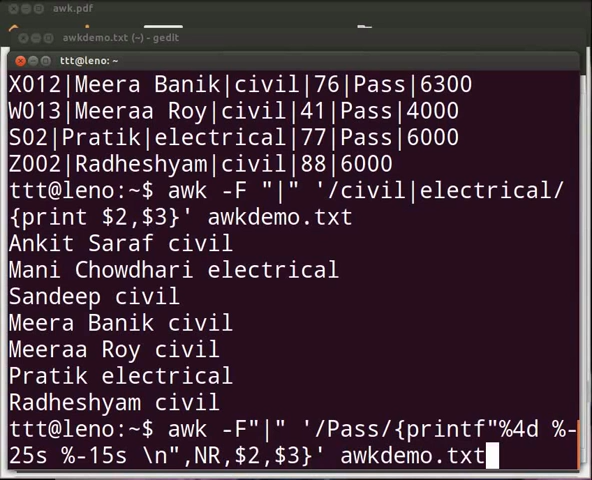 awk.pdf
awkdemo.txt (~) - gedit
ttt@leno: ~
X012|Meera Banik|civil|76|Pass|6300
W013|Meeraa Roy|civil|41|Pass|4000
S02|Pratik|electrical|77|Pass|6000
Z002|Radheshyam|civil|88|6000
ttt@leno:~$ awk -F "|" '/civil|electrical/
{print $2,$3}' awkdemo.txt
Ankit Saraf civil
Mani Chowdhari electrical
Sandeep civil
Meera Banik civil
Meeraa Roy civil
Pratik electrical
Radheshyam civil
ttt@leno:~$ awk -F"|" '/Pass/{printf"%4d %-
25s %-15s \n",NR,$2,$3}' awkdemo.txt